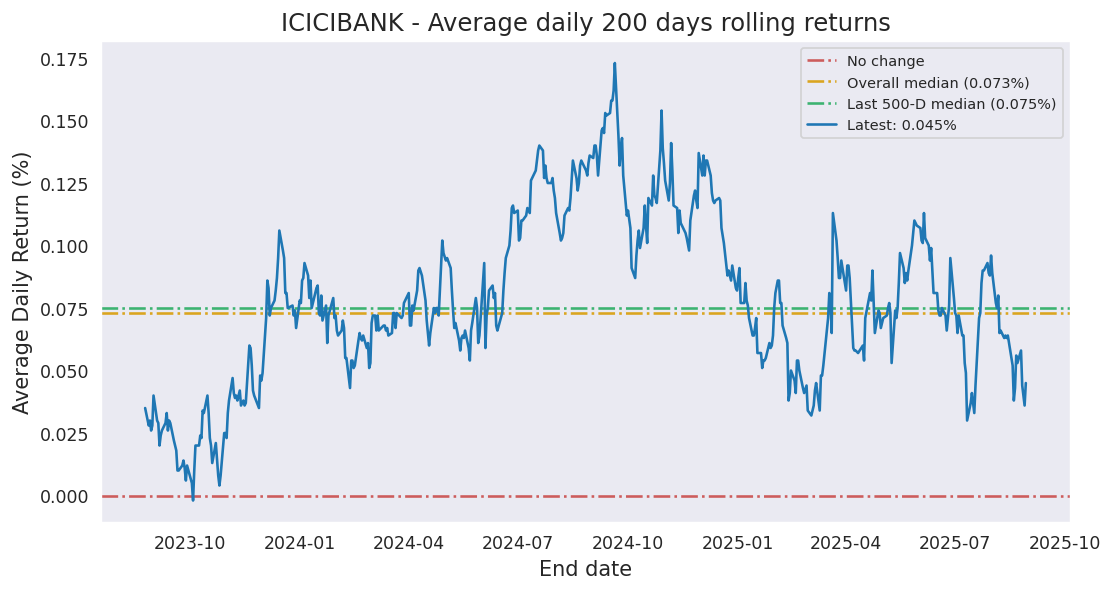 ICICIBANK - Average daily 200 days rolling returns
No change
Overall median (0.073%)
Last 500-D median (0.075%)
Latest: 0.045%
Average Daily Return (%)
0.175
0.150
0.125
0.100
0.075
0.050
0.025
0.000
2023-10 2024-01 2024-04 2024-07 2024-10 2025-01 2025-04 2025-07 2025-10
End date